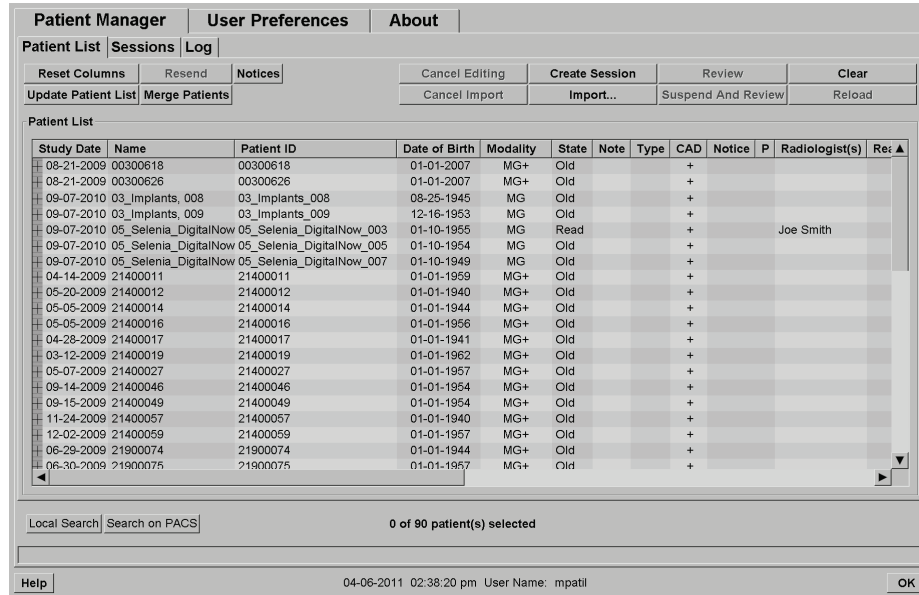 Patient Manager User Preferences About
Patient List Sessions Log
Reset Columns Resend Notices Cancel Editing Create Session Review Clear
Update Patient List Merge Patients Cancel Import Import... Suspend And Review Reload
Patient List
Study Date Name Patient ID Date of Birth Modality State Note Type CAD Notice P Radiologist(s) Rea
08-21-2009 00300618 00300618 01-01-2007 MG+ Old +
08-21-2009 00300626 00300626 01-01-2007 MG+ Old +
09-07-2010 03_Implants, 008 03_Implants_008 08-25-1945 MG Old +
09-07-2010 03_Implants, 009 03_Implants_009 12-16-1953 MG Old +
09-07-2010 05_Selenia_DigitalNow 05_Selenia_DigitalNow_003 01-10-1955 MG Read + Joe Smith
09-07-2010 05_Selenia_DigitalNow 05_Selenia_DigitalNow_005 01-10-1954 MG Old +
09-07-2010 05_Selenia_DigitalNow 05_Selenia_DigitalNow_007 01-10-1949 MG Old +
04-14-2009 21400011 21400011 01-01-1959 MG+ Old +
05-20-2009 21400012 21400012 01-01-1940 MG+ Old +
05-05-2009 21400014 21400014 01-01-1944 MG+ Old +
05-05-2009 21400016 21400016 01-01-1956 MG+ Old +
04-28-2009 21400017 21400017 01-01-1941 MG+ Old +
03-12-2009 21400019 21400019 01-01-1962 MG+ Old +
05-07-2009 21400027 21400027 01-01-1957 MG+ Old +
09-14-2009 21400046 21400046 01-01-1954 MG+ Old +
09-15-2009 21400049 21400049 01-01-1954 MG+ Old +
11-24-2009 21400057 21400057 01-01-1940 MG+ Old +
12-02-2009 21400059 21400059 01-01-1957 MG+ Old +
06-29-2009 21900074 21900074 01-01-1944 MG+ Old +
06-30-2009 21900075 21900075 01-01-1957 MG+ Old +
Local Search Search on PACS 0 of 90 patient(s) selected
Help 04-06-2011 02:38:20 pm User Name: mpatil OK